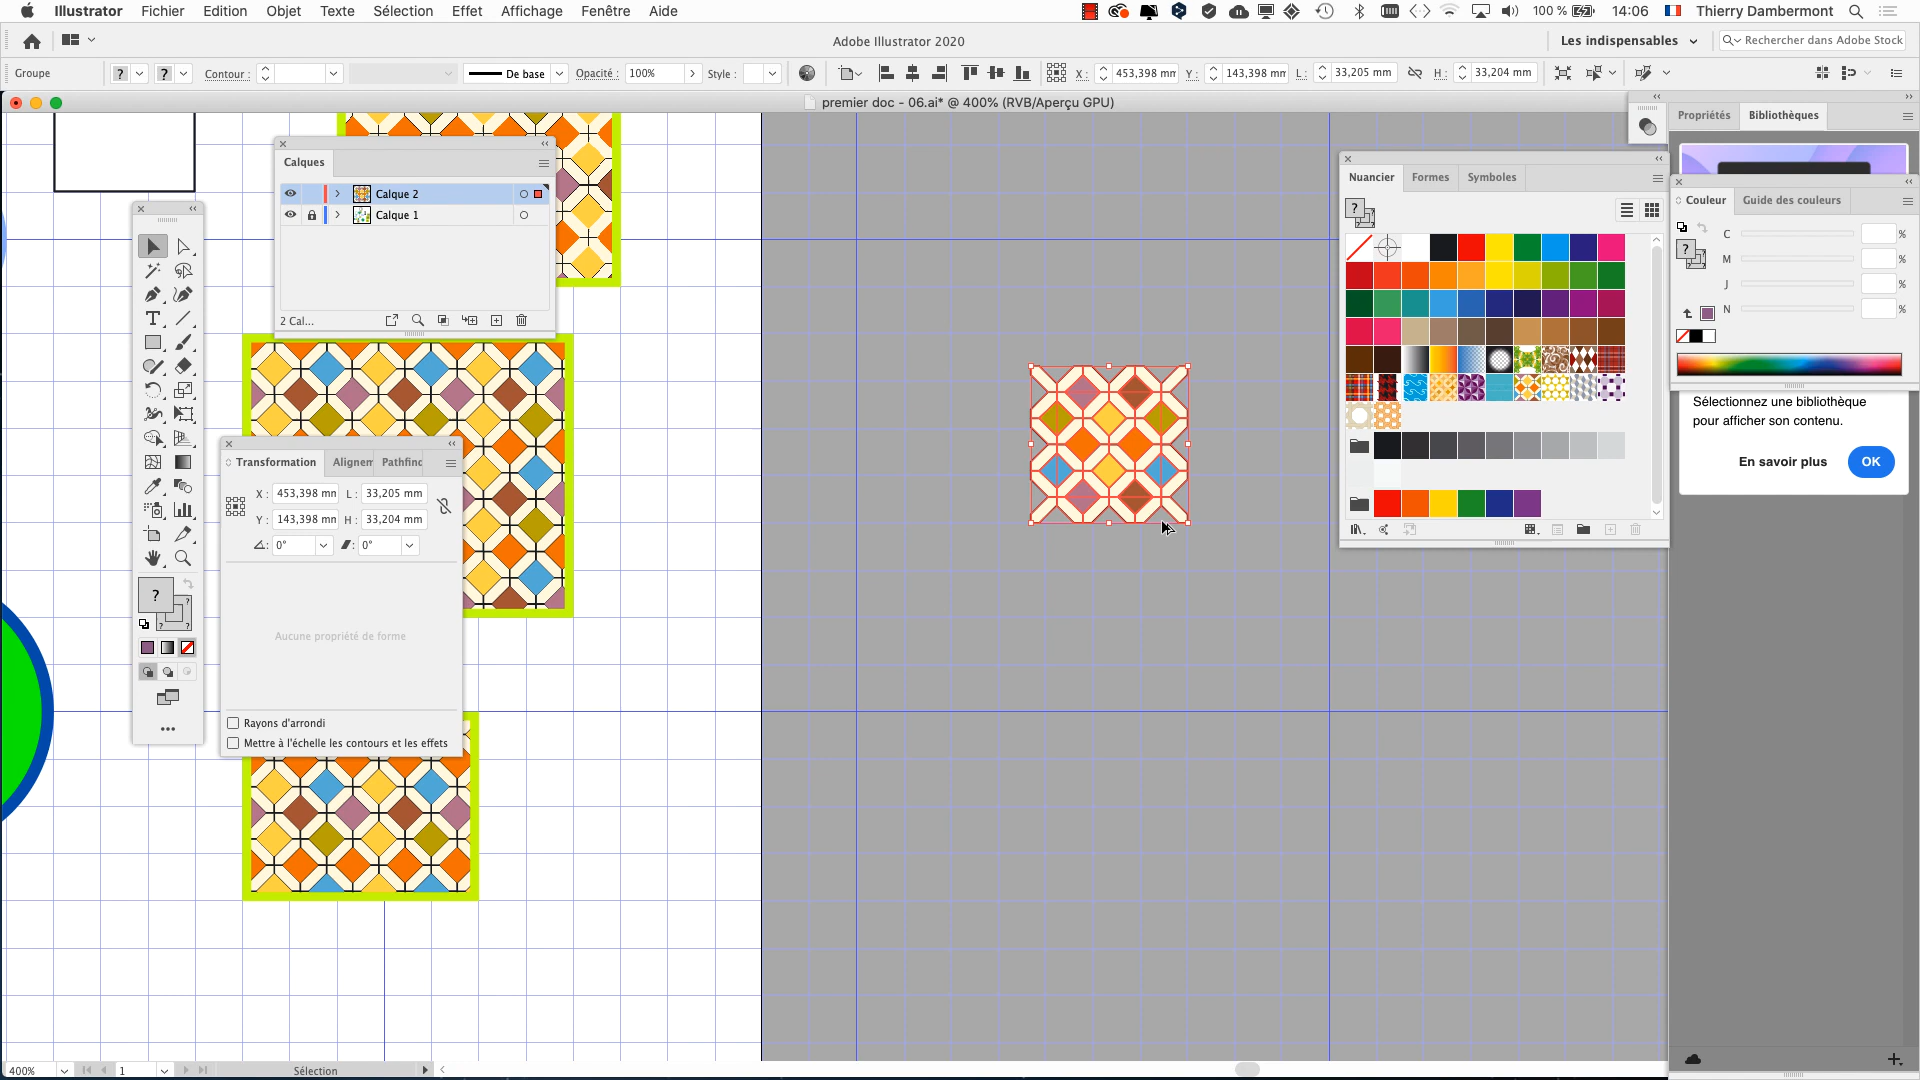 Illustrator Fichier Edition Objet Texte Sélection Effet Affichage Fenêtre Aide 100 % 14:06 Thierry Dambermont
Adobe Illustrator 2020
Les indispensables
Rechercher dans Adobe Stock
Groupe ? ? Contour : De base Opacité : 100% Style : X : 453,398 mm Y : 143,398 mm L : 33,205 mm H : 33,204 mm
premier doc - 06.ai* @ 400% (RVB/Aperçu GPU)
Propriétés Bibliothèques
Calques
Calque 2
Calque 1
2 Cal...
Nuancier Formes Symboles
?
Couleur Guide des couleurs
C %
? M %
J %
N %
Sélectionnez une bibliothèque
pour afficher son contenu.
En savoir plus OK
Transformation Alignem Pathfinc
X : 453,398 mm L : 33,205 mm
Y : 143,398 mm H : 33,204 mm
0° 0°
Aucune propriété de forme
Rayons d'arrondi
Mettre à l'échelle les contours et les effets
?
?
? ?
400% 1 Sélection